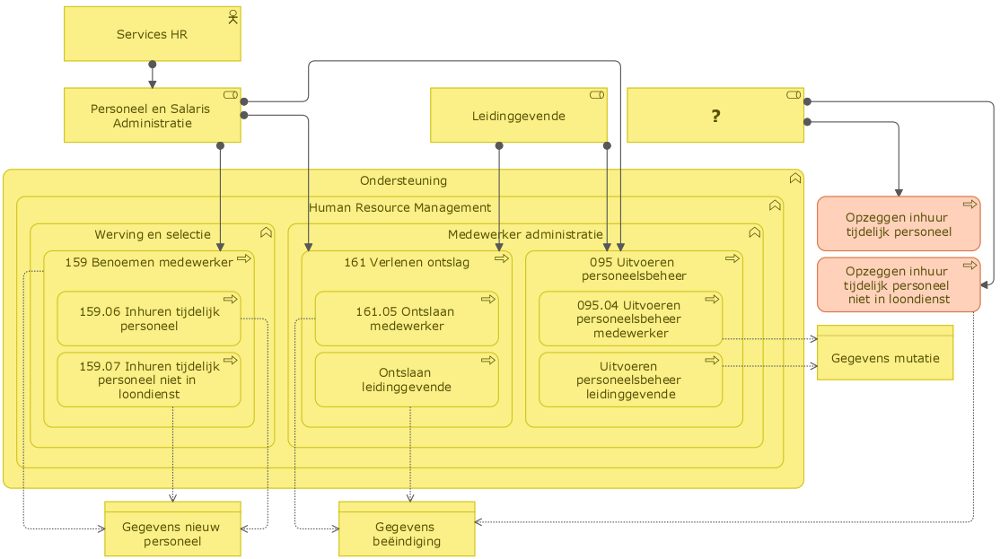 Services HR
Personeel en Salaris
Administratie
Leidinggevende
?
Ondersteuning
Human Resource Management
Werving en selectie
Medewerker administratie
159 Benoemen medewerker
159.06 Inhuren tijdelijk
personeel
159.07 Inhuren tijdelijk
personeel niet in
loondienst
161 Verlenen ontslag
161.05 Ontslaan
medewerker
Ontslaan
leidinggevende
095 Uitvoeren
personeelsbeheer
095.04 Uitvoeren
personeelsbeheer
medewerker
Uitvoeren
personeelsbeheer
leidinggevende
Opzeggen inhuur
tijdelijk personeel
Opzeggen inhuur
tijdelijk personeel
niet in loondienst
Gegevens mutatie
Gegevens nieuw
personeel
Gegevens
beëindiging